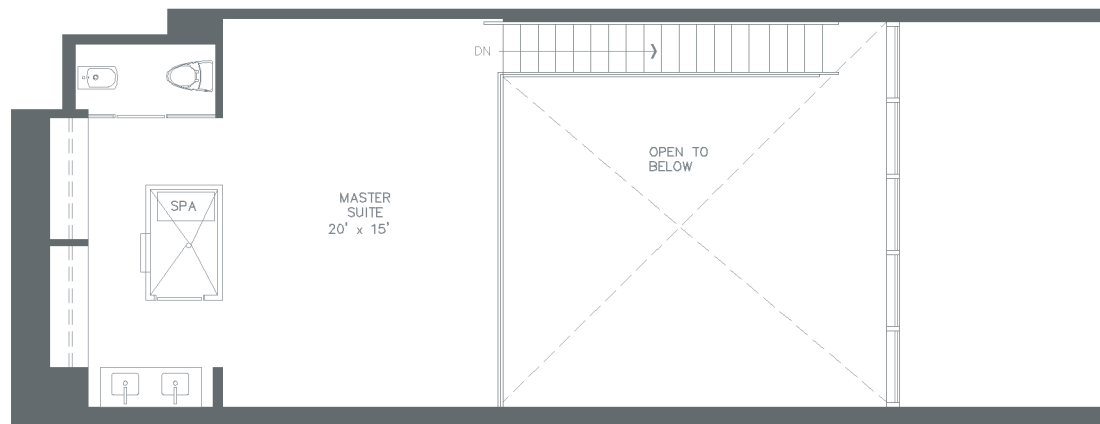 DN
OPEN TO
BELOW
MASTER
SUITE
20' x 15'
SPA